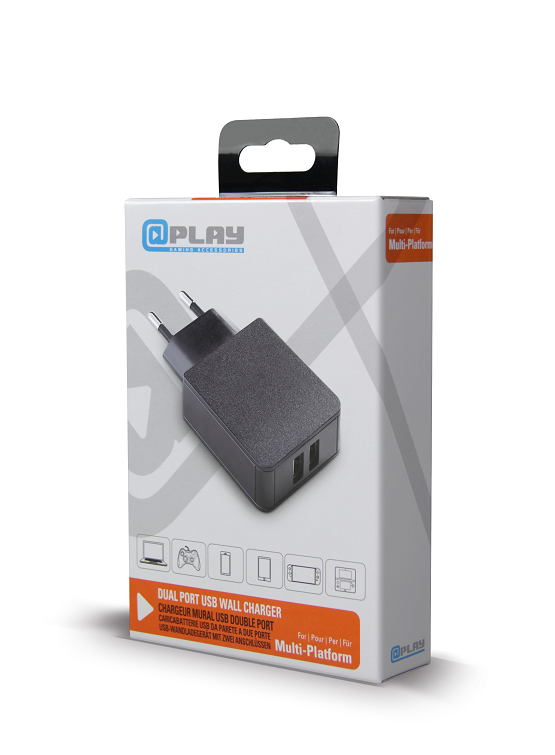 @PLAY
GAMING ACCESSORIES
For | Pour | Per | Für
Multi-Platform
DUAL PORT USB WALL CHARGER
CHARGEUR MURAL USB DOUBLE PORT
CARICABATTERIE USB DA PARETE A DUE PORTE
USB-WANDLADEGERÄT MIT ZWEI ANSCHLÜSSEN
For | Pour | Per | Für
Multi-Platform
@PLAY